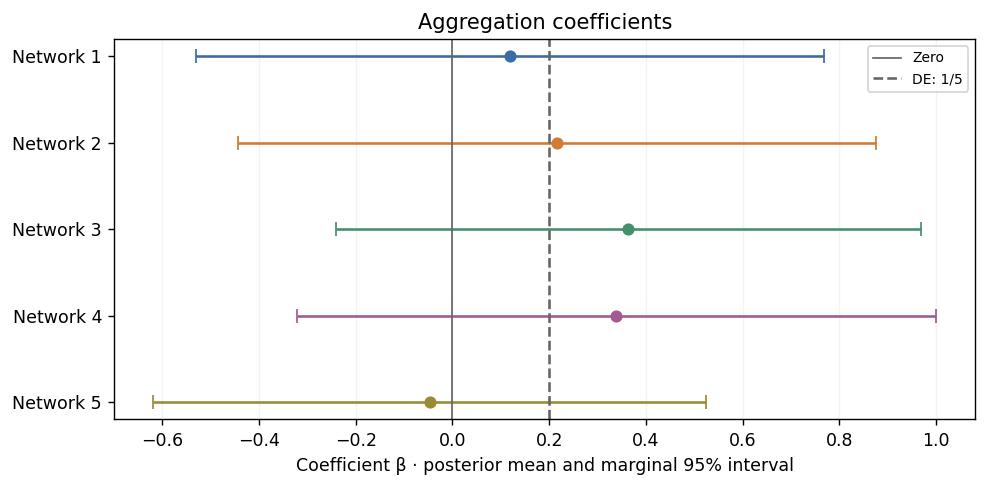 Aggregation coefficients
Network 1
Network 2
Network 3
Network 4
Network 5
Zero
DE: 1/5
−0.6 −0.4 −0.2 0.0 0.2 0.4 0.6 0.8 1.0
Coefficient β · posterior mean and marginal 95% interval